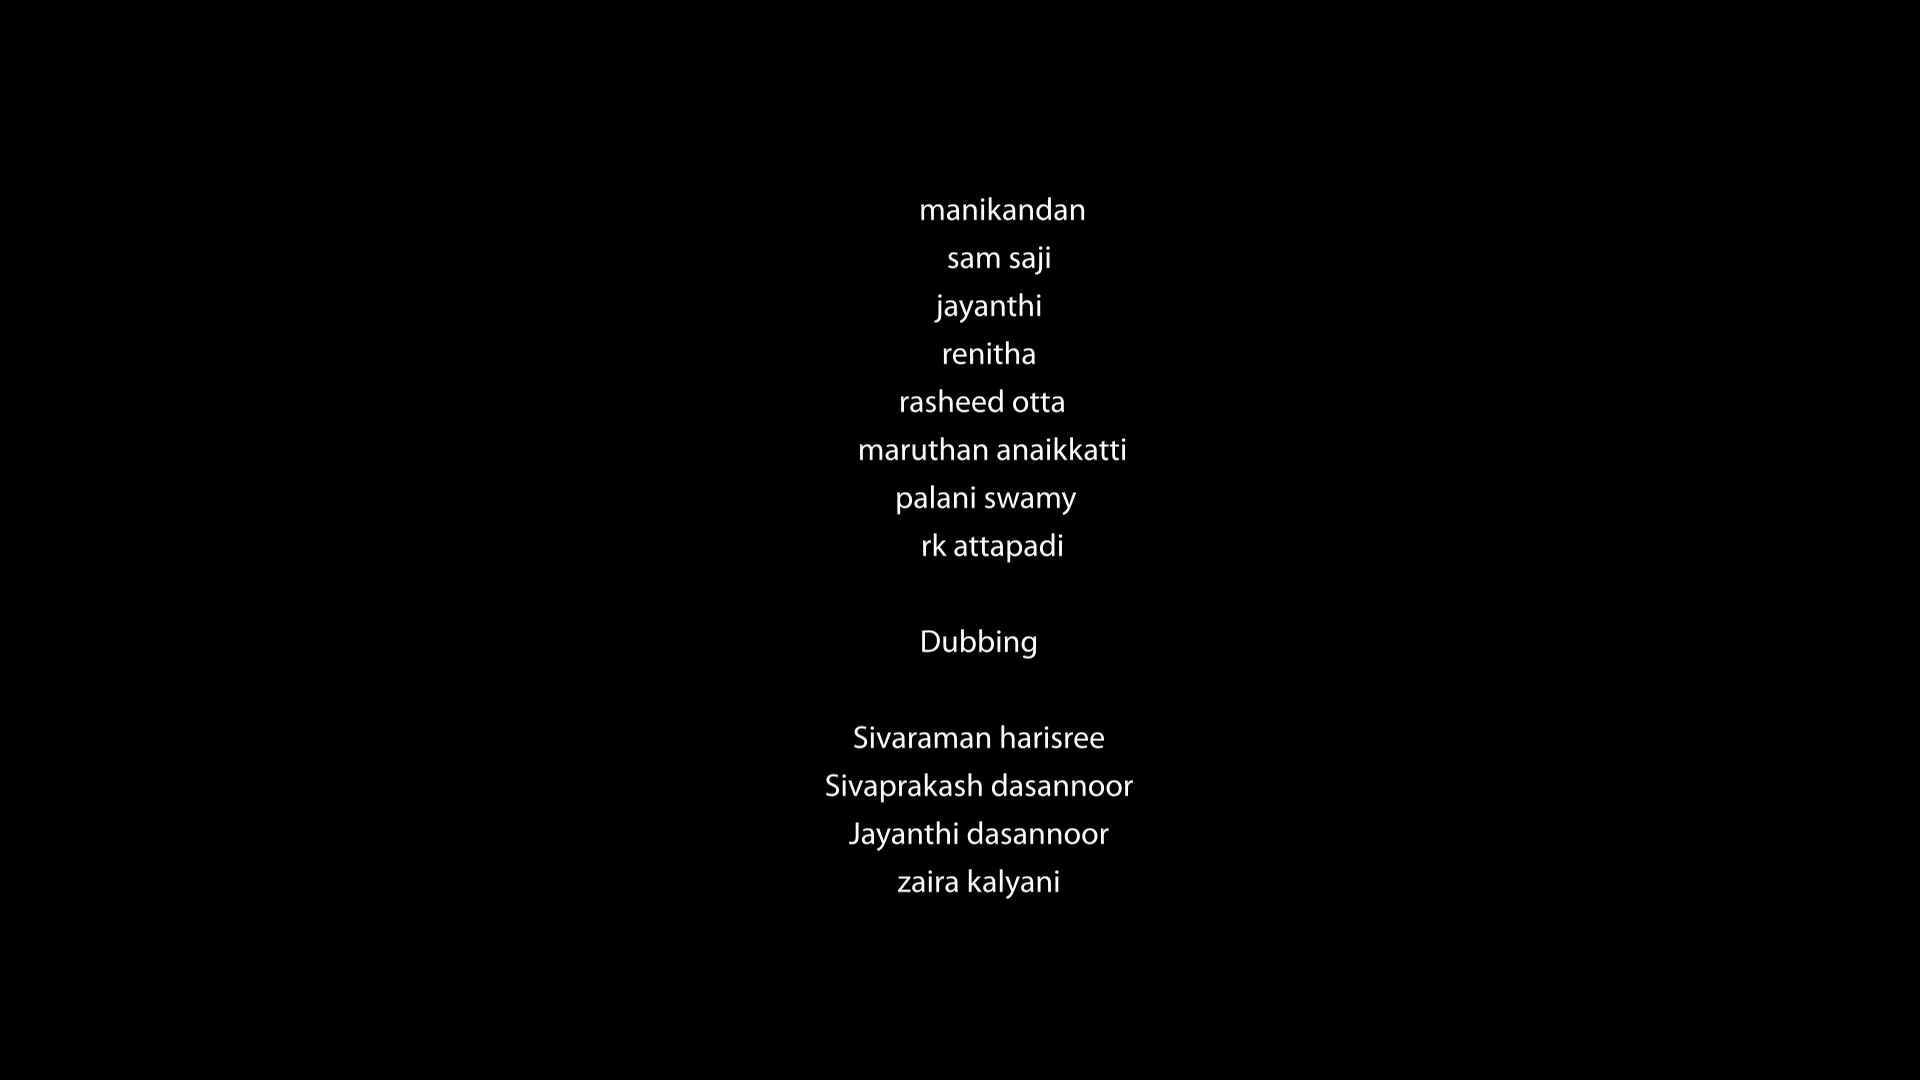 manikandan
sam saji
jayanthi
renitha
rasheed otta
maruthan anaikkatti
palani swamy
rk attapadi
Dubbing
Sivaraman harisree
Sivaprakash dasannoor
Jayanthi dasannoor
zaira kalyani